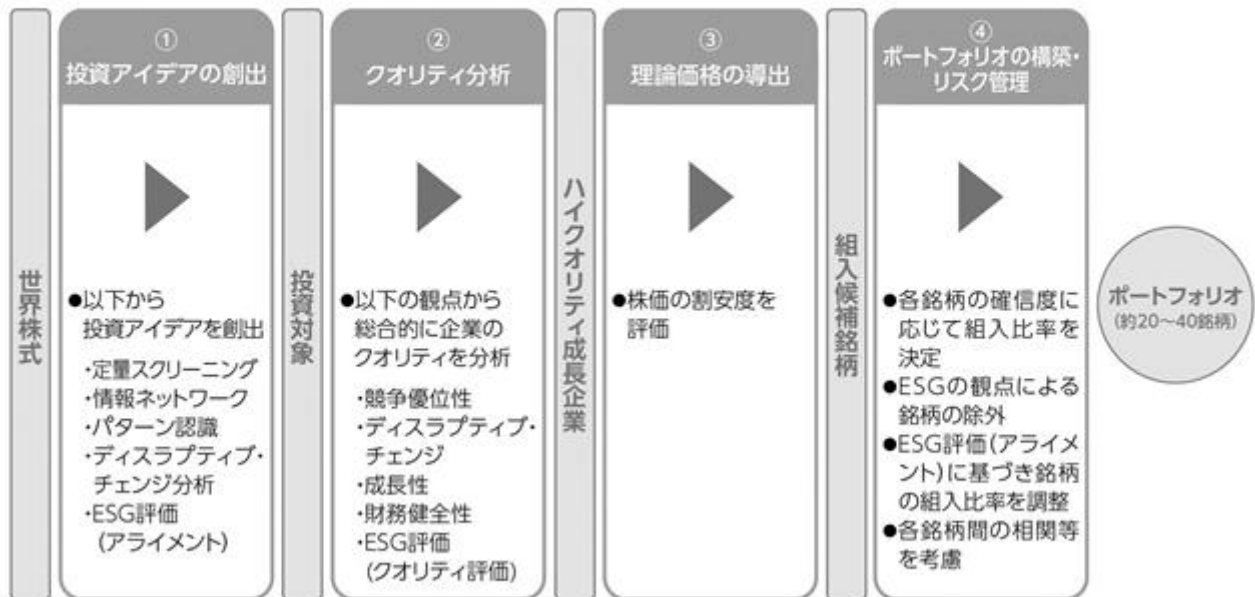 世界株式
①
投資アイデアの創出
●以下から
投資アイデアを創出
・定量スクリーニング
・情報ネットワーク
・パターン認識
・ディスラプティブ・
チェンジ分析
・ESG評価
(アライメント)
投資対象
②
クオリティ分析
●以下の観点から
総合的に企業の
クオリティを分析
・競争優位性
・ディスラプティブ・
チェンジ
・成長性
・財務健全性
・ESG評価
(クオリティ評価)
ハイクオリティ成長企業
③
理論価格の導出
●株価の割安度を
評価
組入候補銘柄
④
ポートフォリオの構築・
リスク管理
●各銘柄の確信度に
応じて組入比率を
決定
●ESGの観点による
銘柄の除外
●ESG評価(アライメ
ント)に基づき銘柄
の組入比率を調整
●各銘柄間の相関等
を考慮
ポートフォリオ
(約20～40銘柄)